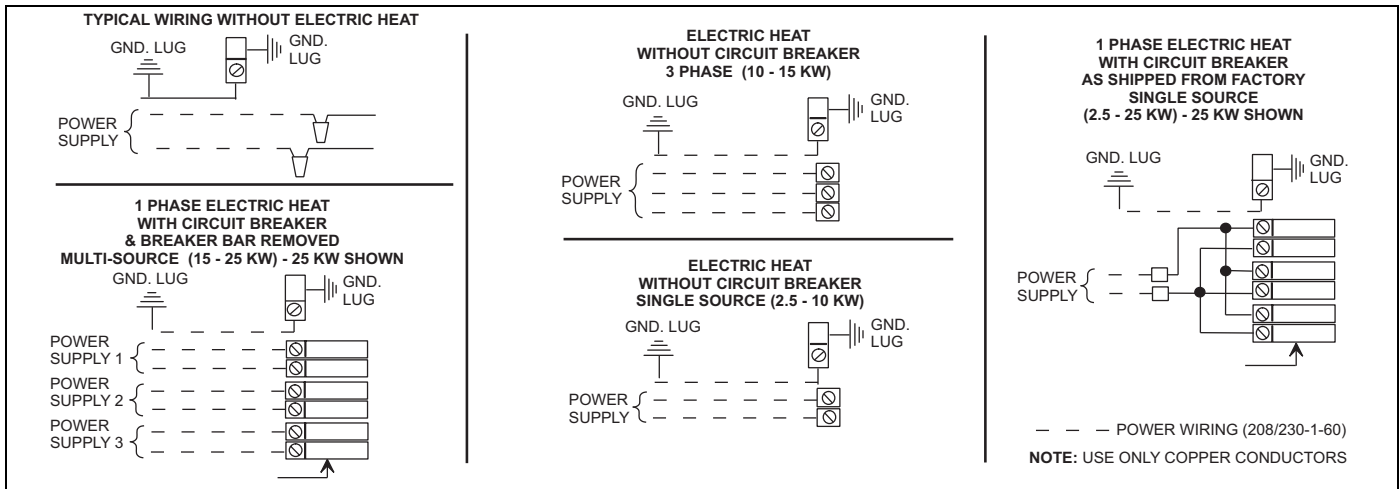 TYPICAL WIRING WITHOUT ELECTRIC HEAT
GND. LUG
GND.
LUG
POWER
SUPPLY
1 PHASE ELECTRIC HEAT
WITH CIRCUIT BREAKER
& BREAKER BAR REMOVED
MULTI-SOURCE (15 - 25 KW) - 25 KW SHOWN
GND. LUG
GND.
LUG
POWER
SUPPLY 1
POWER
SUPPLY 2
POWER
SUPPLY 3
ELECTRIC HEAT
WITHOUT CIRCUIT BREAKER
3 PHASE (10 - 15 KW)
GND. LUG
GND.
LUG
POWER
SUPPLY
ELECTRIC HEAT
WITHOUT CIRCUIT BREAKER
SINGLE SOURCE (2.5 - 10 KW)
GND. LUG
GND.
LUG
POWER
SUPPLY
1 PHASE ELECTRIC HEAT
WITH CIRCUIT BREAKER
AS SHIPPED FROM FACTORY
SINGLE SOURCE
(2.5 - 25 KW) - 25 KW SHOWN
GND. LUG
GND.
LUG
POWER
SUPPLY
POWER WIRING (208/230-1-60)
NOTE: USE ONLY COPPER CONDUCTORS